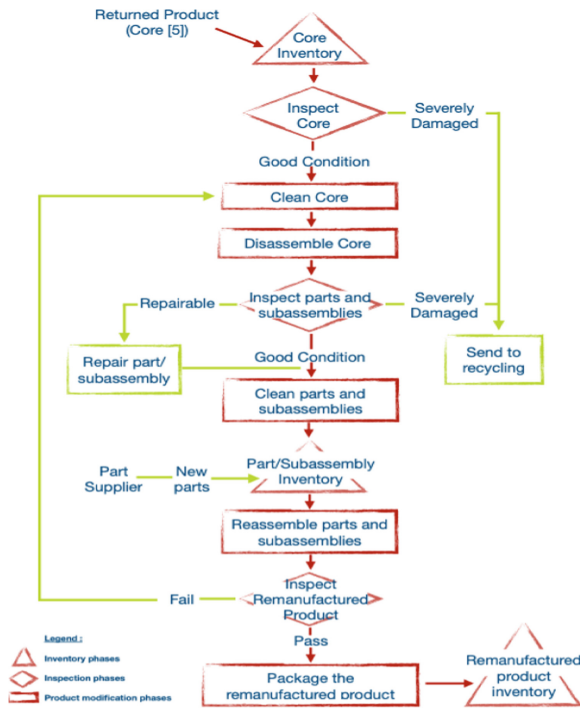 Returned Product
(Core [5])
Core
Inventory
Inspect
Core
Severely
Damaged
Good Condition
Clean Core
Disassemble Core
Repairable
Inspect parts and
subassemblies
Severely
Damaged
Repair part/
subassembly
Good Condition
Send to
recycling
Clean parts and
subassemblies
Part
Supplier
New
parts
Part/Subassembly
Inventory
Reassemble parts and
subassemblies
Fail
Inspect
Remanufactured
Product
Pass
Legend :
Inventory phases
Inspection phases
Product modification phases
Package the
remanufactured product
Remanufactured
product
inventory